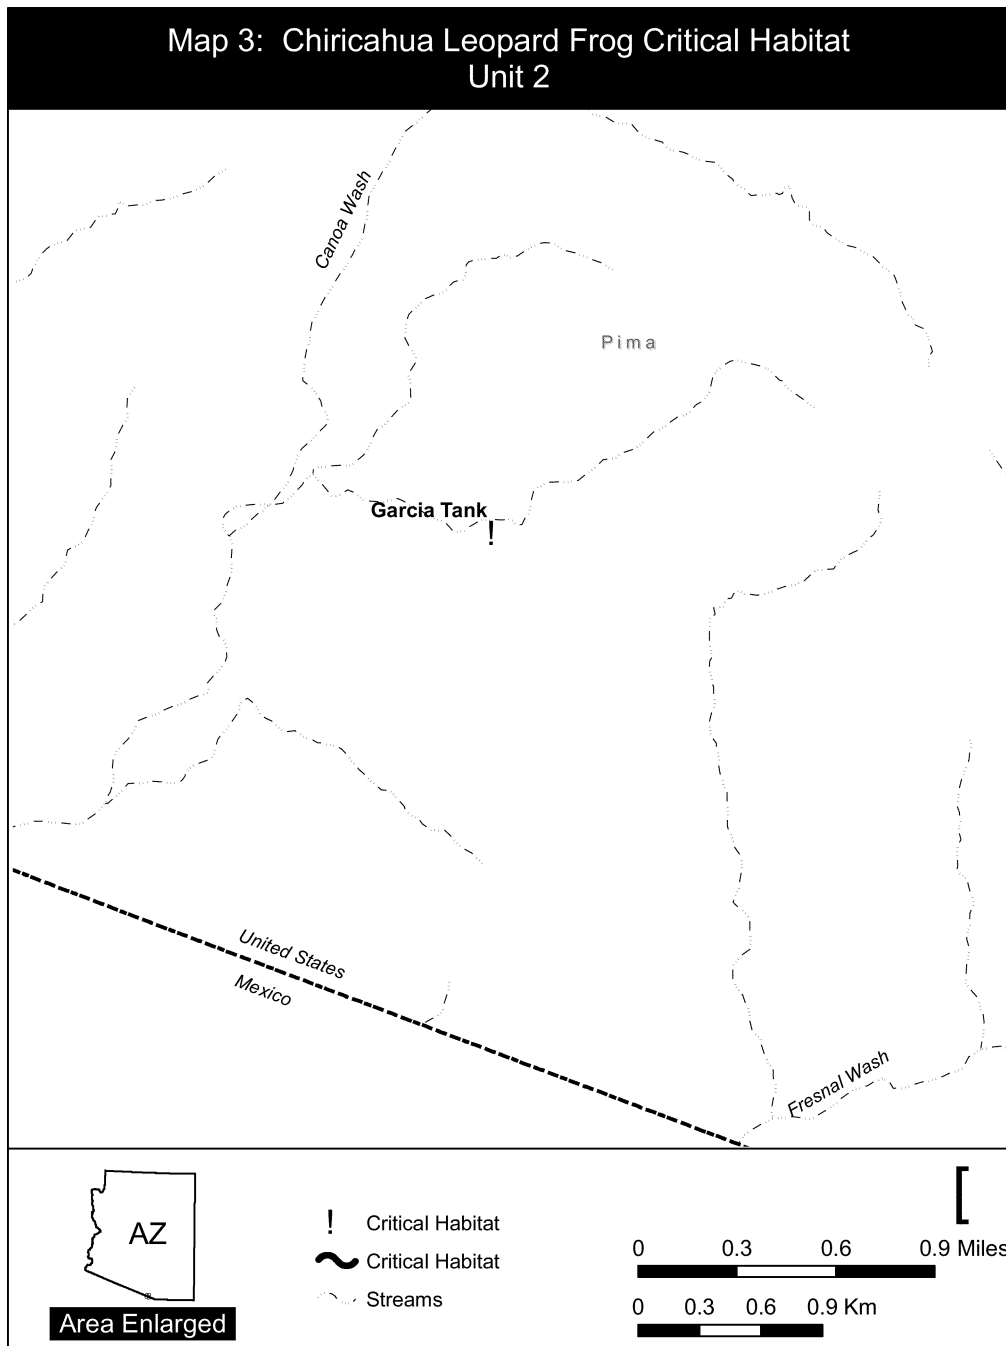 Map 3:  Chiricahua Leopard Frog Critical Habitat
Unit 2
Canoa Wash
Pima
Garcia Tank
!
United States
Mexico
Fresnal Wash
AZ
Area Enlarged
! Critical Habitat
Critical Habitat
Streams
[
0 0.3 0.6 0.9 Miles
0 0.3 0.6 0.9 Km